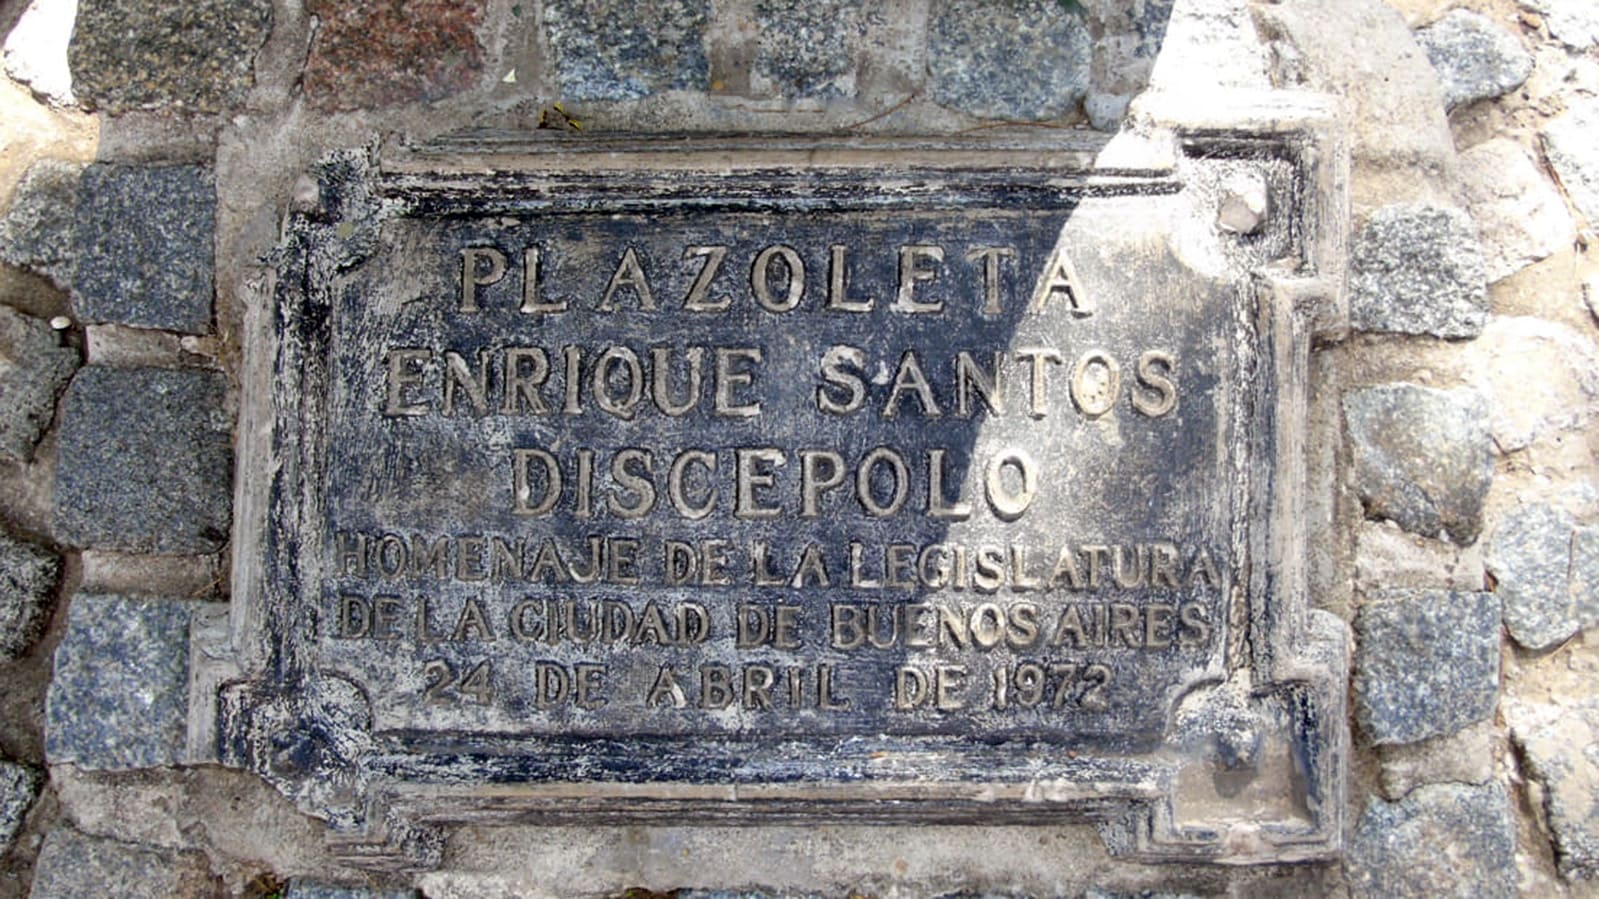 PLAZOLETA
ENRIQUE SANTOS
DISCEPOLO
HOMENAJE DE LA LEGISLATURA
DE LA CIUDAD DE BUENOS AIRES
24 DE ABRIL DE 1972